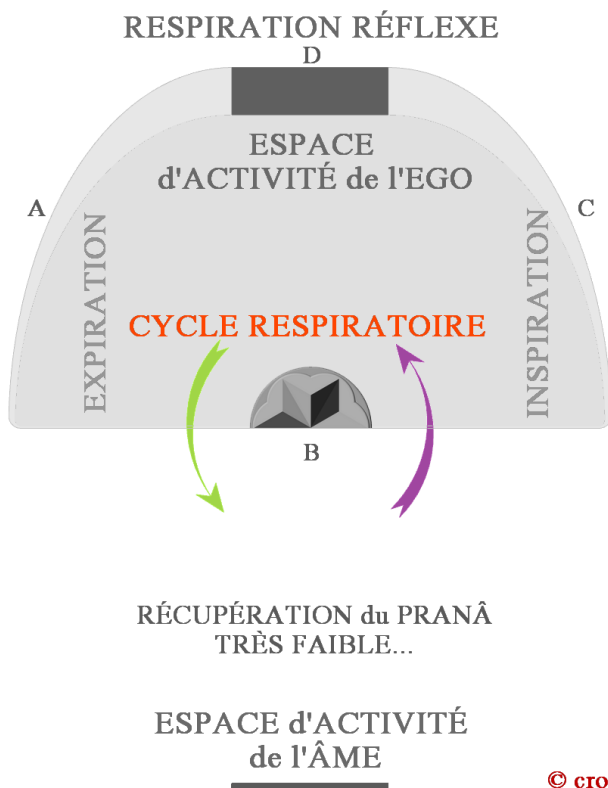 RESPIRATION RÉFLEXE
D
ESPACE
d'ACTIVITÉ de l'EGO
A
C
EXPIRATION
INSPIRATION
CYCLE RESPIRATOIRE
B
RÉCUPÉRATION du PRANÂ
TRÈS FAIBLE...
ESPACE d'ACTIVITÉ
de l'ÂME
© cro